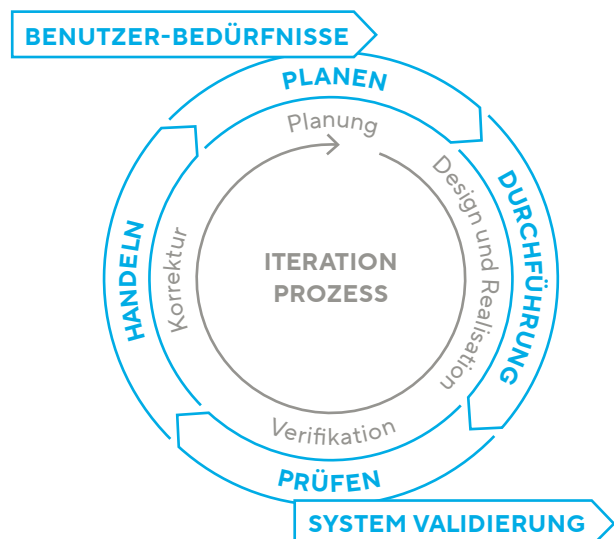 BENUTZER-BEDÜRFNISSE
PLANEN
Planung
DURCHFÜHRUNG
Design und Realisation
HANDELN
Korrektur
ITERATION
PROZESS
Verifikation
PRÜFEN
SYSTEM VALIDIERUNG